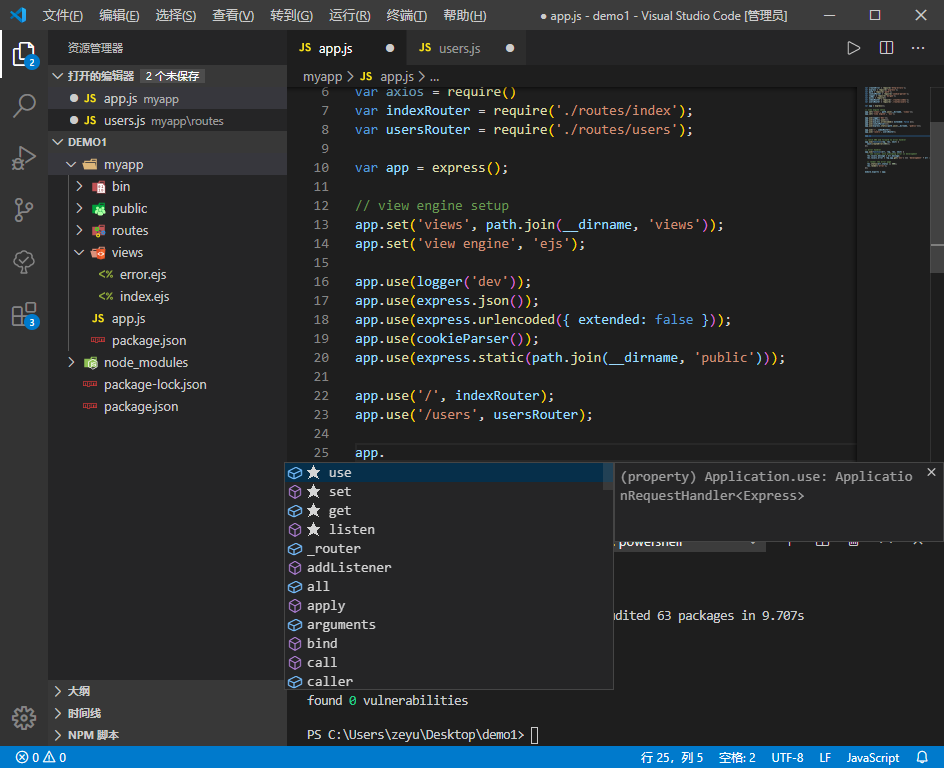 文件(F) 编辑(E) 选择(S) 查看(V) 转到(G) 运行(R) 终端(T) 帮助(H) ● app.js - demo1 - Visual Studio Code [管理员]
资源管理器
打开的编辑器 2 个未保存
JS app.js myapp
JS users.js myapp\routes
DEMO1
myapp
bin
public
routes
views
<% error.ejs
<% index.ejs
JS app.js
package.json
node_modules
package-lock.json
package.json
大纲
时间线
NPM 脚本
2
3
JS app.js ●
JS users.js ●
myapp > JS app.js > ...
6 var axios = require()
7 var indexRouter = require('./routes/index');
8 var usersRouter = require('./routes/users');
9
10 var app = express();
11
12 // view engine setup
13 app.set('views', path.join(__dirname, 'views'));
14 app.set('view engine', 'ejs');
15
16 app.use(logger('dev'));
17 app.use(express.json());
18 app.use(express.urlencoded({ extended: false }));
19 app.use(cookieParser());
20 app.use(express.static(path.join(__dirname, 'public')));
21
22 app.use('/', indexRouter);
23 app.use('/users', usersRouter);
24
25 app.
★ use
★ set
★ get
★ listen
_router
addListener
all
apply
arguments
bind
call
caller
(property) Application.use: Applicatio
nRequestHandler<Express>
powershell
dited 63 packages in 9.707s
found 0 vulnerabilities
PS C:\Users\zeyu\Desktop\demo1>
0 0 行 25，列 5 空格: 2 UTF-8 LF JavaScript